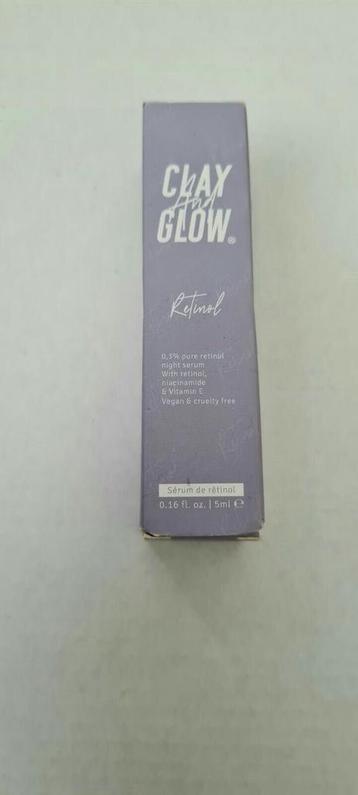 CLAY
And
GLOW®
Retinol
0,3% pure retinol
night serum
With retinol,
niacinamide
& Vitamin E
Vegan & cruelty free
Sérum de rétinol
0.16 fl. oz. | 5ml ℮